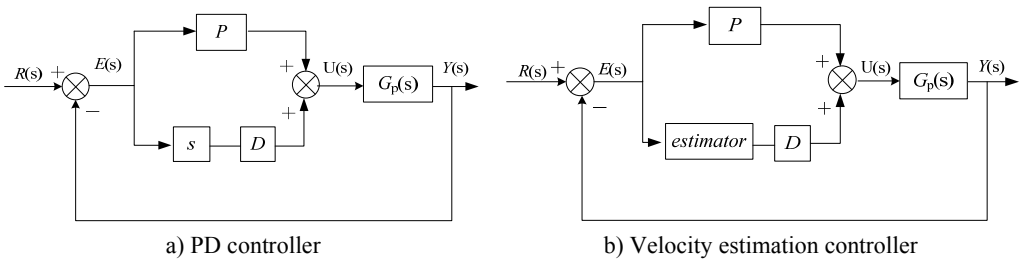 P
R(s)
+
E(s)
−
+
+
U(s)
Gp(s)
Y(s)
s
D
a) PD controller
P
R(s)
+
E(s)
−
+
+
U(s)
Gp(s)
Y(s)
estimator
D
b) Velocity estimation controller